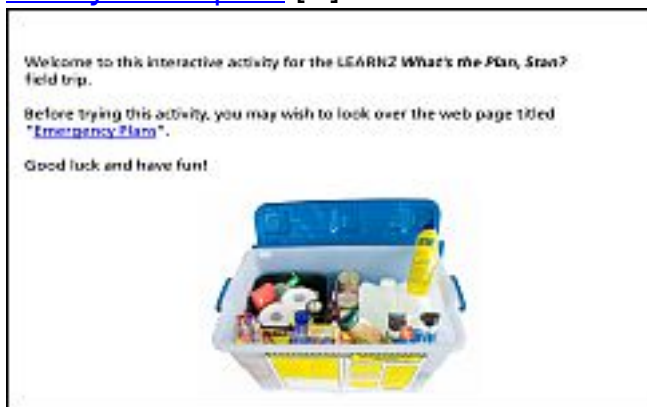 Welcome to this interactive activity for the LEARNZ What's the Plan, Stan?
field trip.
Before trying this activity, you may wish to look over the web page titled
"Emergency Plans".
Good luck and have fun!